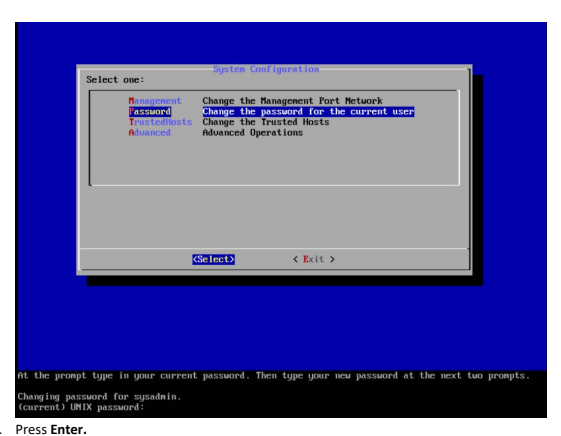 System Configuration
Select one:
Management Change the Management Port Network
Password Change the password for the current user
TrustedHosts Change the Trusted Hosts
Advanced Advanced Operations
<Select> < Exit >
At the prompt type in your current password. Then type your new password at the next two prompts.
Changing password for sysadmin.
(current) UNIX password:
. Press Enter.